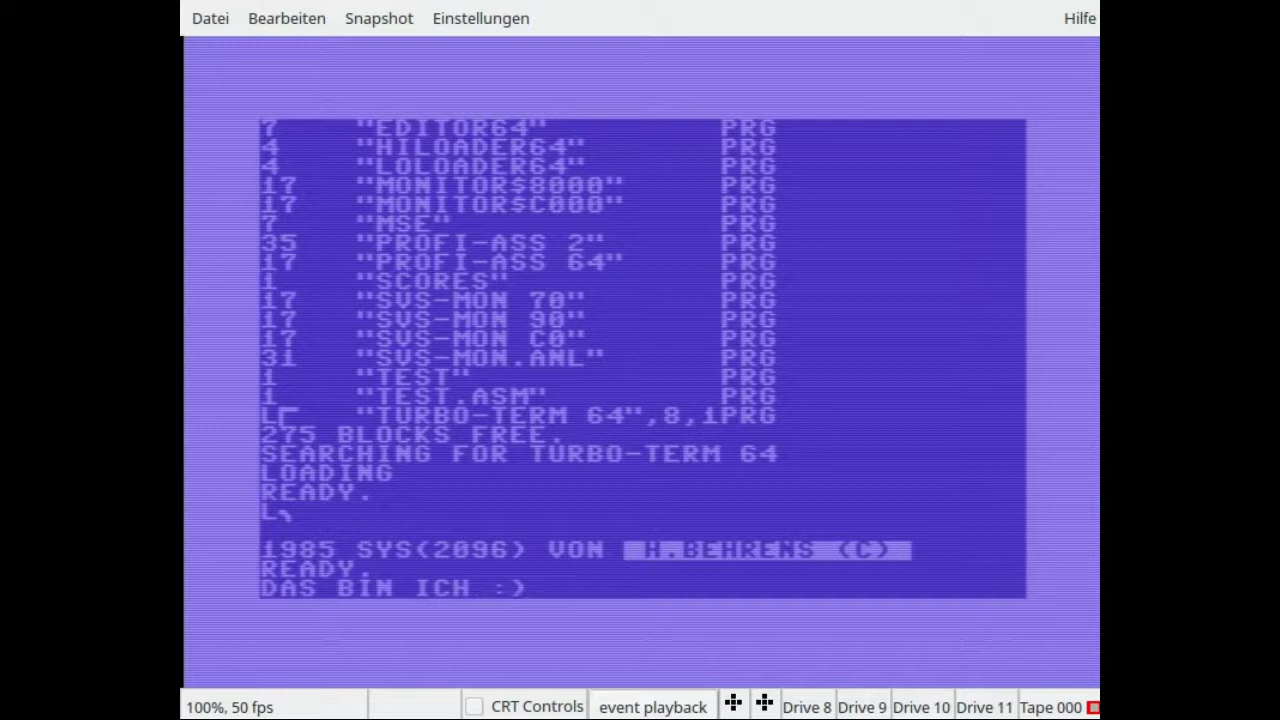 Datei Bearbeiten Snapshot Einstellungen Hilfe
7 "EDITOR64" PRG
4 "HILOADER64" PRG
4 "LOLOADER64" PRG
17 "MONITOR$8000" PRG
17 "MONITOR$C000" PRG
7 "MSE" PRG
35 "PROFI-ASS 2" PRG
17 "PROFI-ASS 64" PRG
1 "SCORES" PRG
17 "SVS-MON 70" PRG
17 "SVS-MON 90" PRG
17 "SVS-MON C0" PRG
31 "SVS-MON.ANL" PRG
1 "TEST" PRG
1 "TEST.ASM" PRG
L┌ "TURBO-TERM 64",8,1PRG
275 BLOCKS FREE.
SEARCHING FOR TURBO-TERM 64
LOADING
READY.
L╮
1985 SYS(2096) VON H.BEHRENS (C)
READY.
DAS BIN ICH :)
100%, 50 fps CRT Controls event playback Drive 8 Drive 9 Drive 10 Drive 11 Tape 000